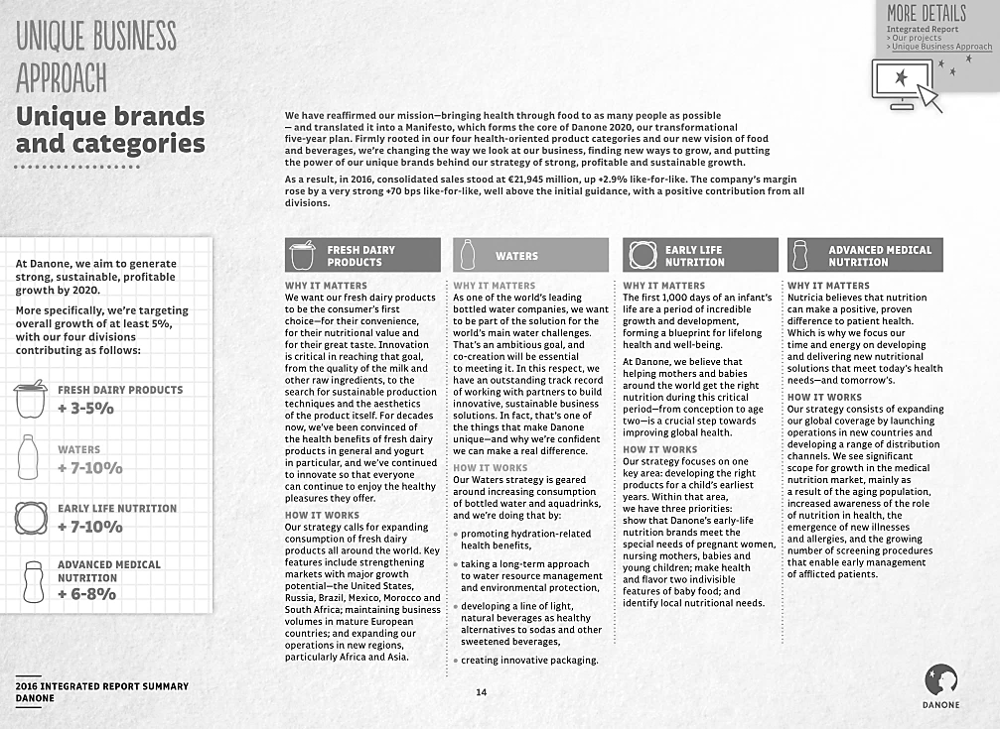 UNIQUE BUSINESS
APPROACH
Unique brands
and categories
MORE DETAILS
Integrated Report
> Our projects
> Unique Business Approach
We have reaffirmed our mission—bringing health through food to as many people as possible
— and translated it into a Manifesto, which forms the core of Danone 2020, our transformational
five-year plan. Firmly rooted in our four health-oriented product categories and our new vision of food
and beverages, we're changing the way we look at our business, finding new ways to grow, and putting
the power of our unique brands behind our strategy of strong, profitable and sustainable growth.
As a result, in 2016, consolidated sales stood at €21,945 million, up +2.9% like-for-like. The company's margin
rose by a very strong +70 bps like-for-like, well above the initial guidance, with a positive contribution from all
divisions.
At Danone, we aim to generate
strong, sustainable, profitable
growth by 2020.
More specifically, we're targeting
overall growth of at least 5%,
with our four divisions
contributing as follows:
FRESH DAIRY PRODUCTS
+ 3-5%
WATERS
+ 7-10%
EARLY LIFE NUTRITION
+ 7-10%
ADVANCED MEDICAL
NUTRITION
+ 6-8%
FRESH DAIRY
PRODUCTS
WHY IT MATTERS
We want our fresh dairy products
to be the consumer's first
choice—for their convenience,
for their nutritional value and
for their great taste. Innovation
is critical in reaching that goal,
from the quality of the milk and
other raw ingredients, to the
search for sustainable production
techniques and the aesthetics
of the product itself. For decades
now, we've been convinced of
the health benefits of fresh dairy
products in general and yogurt
in particular, and we've continued
to innovate so that everyone
can continue to enjoy the healthy
pleasures they offer.
HOW IT WORKS
Our strategy calls for expanding
consumption of fresh dairy
products all around the world. Key
features include strengthening
markets with major growth
potential—the United States,
Russia, Brazil, Mexico, Morocco and
South Africa; maintaining business
volumes in mature European
countries; and expanding our
operations in new regions,
particularly Africa and Asia.
WATERS
WHY IT MATTERS
As one of the world's leading
bottled water companies, we want
to be part of the solution for the
world's main water challenges.
That's an ambitious goal, and
co-creation will be essential
to meeting it. In this respect, we
have an outstanding track record
of working with partners to build
innovative, sustainable business
solutions. In fact, that's one of
the things that make Danone
unique—and why we're confident
we can make a real difference.
HOW IT WORKS
Our Waters strategy is geared
around increasing consumption
of bottled water and aquadrinks,
and we're doing that by:
• promoting hydration-related
health benefits,
• taking a long-term approach
to water resource management
and environmental protection,
• developing a line of light,
natural beverages as healthy
alternatives to sodas and other
sweetened beverages,
• creating innovative packaging.
EARLY LIFE
NUTRITION
WHY IT MATTERS
The first 1,000 days of an infant's
life are a period of incredible
growth and development,
forming a blueprint for lifelong
health and well-being.
At Danone, we believe that
helping mothers and babies
around the world get the right
nutrition during this critical
period—from conception to age
two—is a crucial step towards
improving global health.
HOW IT WORKS
Our strategy focuses on one
key area: developing the right
products for a child's earliest
years. Within that area,
we have three priorities:
show that Danone's early-life
nutrition brands meet the
special needs of pregnant women,
nursing mothers, babies and
young children; make health
and flavor two indivisible
features of baby food; and
identify local nutritional needs.
ADVANCED MEDICAL
NUTRITION
WHY IT MATTERS
Nutricia believes that nutrition
can make a positive, proven
difference to patient health.
Which is why we focus our
time and energy on developing
and delivering new nutritional
solutions that meet today's health
needs—and tomorrow's.
HOW IT WORKS
Our strategy consists of expanding
our global coverage by launching
operations in new countries and
developing a range of distribution
channels. We see significant
scope for growth in the medical
nutrition market, mainly as
a result of the aging population,
increased awareness of the role
of nutrition in health, the
emergence of new illnesses
and allergies, and the growing
number of screening procedures
that enable early management
of afflicted patients.
2016 INTEGRATED REPORT SUMMARY
DANONE
14
DANONE